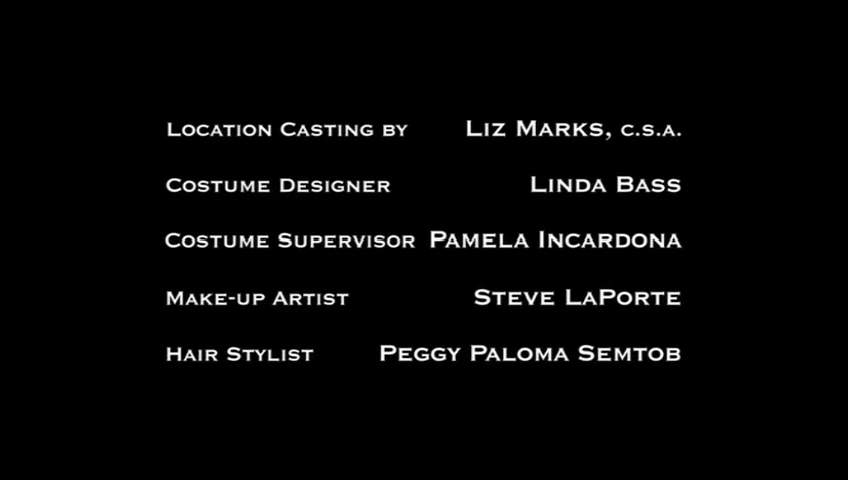 Location Casting by Liz Marks, c.s.a.
Costume Designer Linda Bass
Costume Supervisor Pamela Incardona
Make-up Artist Steve LaPorte
Hair Stylist Peggy Paloma Semtob